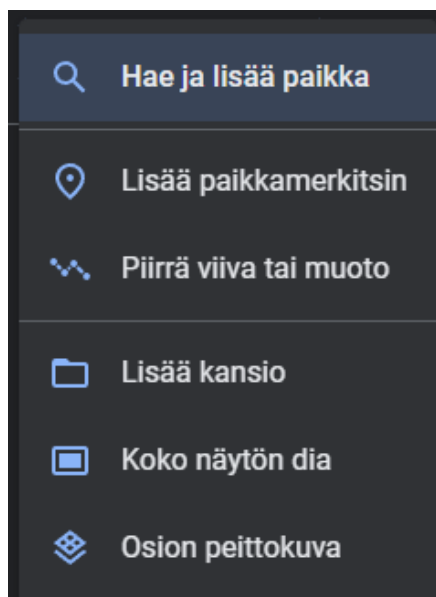 Hae ja lisää paikka
Lisää paikkamerkitsin
Piirrä viiva tai muoto
Lisää kansio
Koko näytön dia
Osion peittokuva